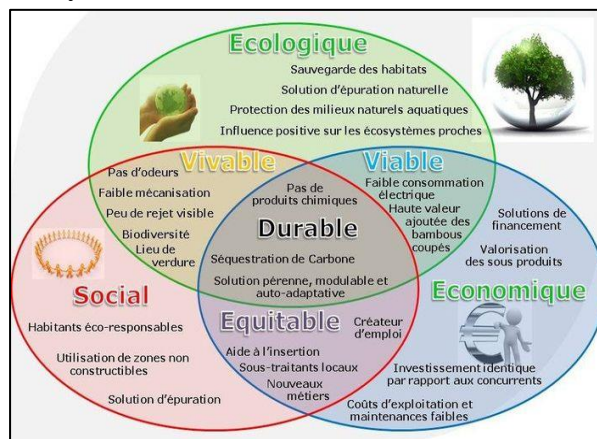 Ecologique
Sauvegarde des habitats
Solution d'épuration naturelle
Protection des milieux naturels aquatiques
Influence positive sur les écosystèmes proches
Vivable
Pas d'odeurs
Faible mécanisation
Peu de rejet visible
Biodiversité
Lieu de
verdure
Viable
Faible consommation
électrique
Haute valeur
ajoutée des
bambous
coupés
Pas de
produits chimiques
Durable
Séquestration de Carbone
Solution pérenne, modulable et
auto-adaptative
Solutions de
financement
Valorisation
des sous produits
Social
Habitants éco-responsables
Utilisation de zones non
constructibles
Solution d'épuration
Equitable
Créateur
d'emploi
Aide à l'insertion
Sous-traitants locaux
Nouveaux
métiers
Economique
Investissement identique
par rapport aux concurrents
Coûts d'exploitation et
maintenances faibles